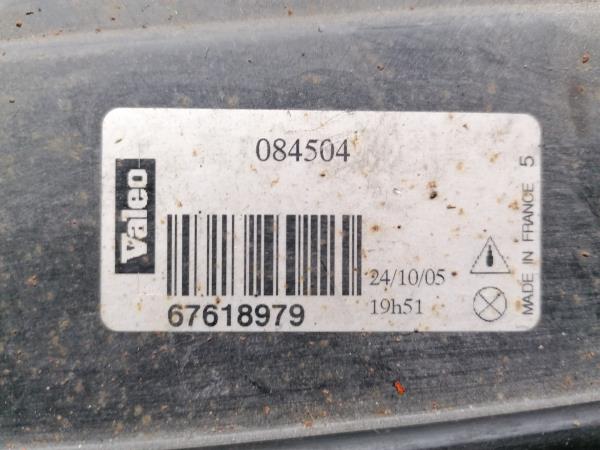 084504
Valeo
67618979
24/10/05
19h51
MADE IN FRANCE 5